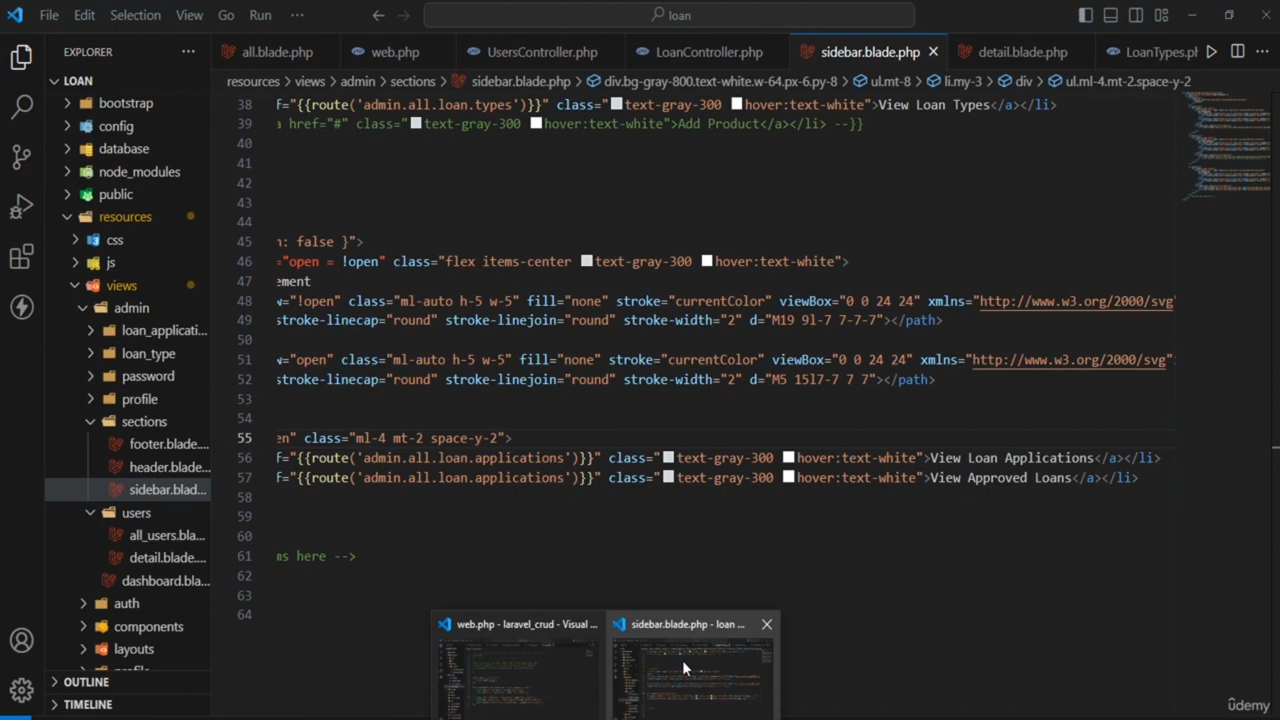 File Edit Selection View Go Run ··· loan
EXPLORER ··· all.blade.php web.php UsersController.php LoanController.php sidebar.blade.php detail.blade.php LoanTypes.ph ···
LOAN
resources > views > admin > sections > sidebar.blade.php > div.bg-gray-800.text-white.w-64.px-6.py-8 > ul.mt-8 > li.my-3 > div > ul.ml-4.mt-2.space-y-2
bootstrap
config
database
node_modules
public
resources
css
js
views
admin
loan_applicati...
loan_type
password
profile
sections
footer.blade....
header.blade...
sidebar.blad...
users
all_users.bla...
detail.blade....
dashboard.bla...
auth
components
layouts
OUTLINE
TIMELINE
38 f="{{route('admin.all.loan.types')}}" class="text-gray-300 hover:text-white">View Loan Types</a></li>
39 a href="#" class="text-gray-300 hover:text-white">Add Product</a></li> --}}
40
41
42
43
44
45 n: false }">
46 ="open = !open" class="flex items-center text-gray-300 hover:text-white">
47 ement
48 w="!open" class="ml-auto h-5 w-5" fill="none" stroke="currentColor" viewBox="0 0 24 24" xmlns="http://www.w3.org/2000/svg"
49 stroke-linecap="round" stroke-linejoin="round" stroke-width="2" d="M19 9l-7 7-7-7"></path>
50
51 w="open" class="ml-auto h-5 w-5" fill="none" stroke="currentColor" viewBox="0 0 24 24" xmlns="http://www.w3.org/2000/svg"
52 stroke-linecap="round" stroke-linejoin="round" stroke-width="2" d="M5 15l7-7 7 7"></path>
53
54
55 en" class="ml-4 mt-2 space-y-2">
56 f="{{route('admin.all.loan.applications')}}" class="text-gray-300 hover:text-white">View Loan Applications</a></li>
57 f="{{route('admin.all.loan.applications')}}" class="text-gray-300 hover:text-white">View Approved Loans</a></li>
58
59
60
61 ms here -->
62
63
64
web.php - laravel_crud - Visual ... sidebar.blade.php - loan ...
udemy